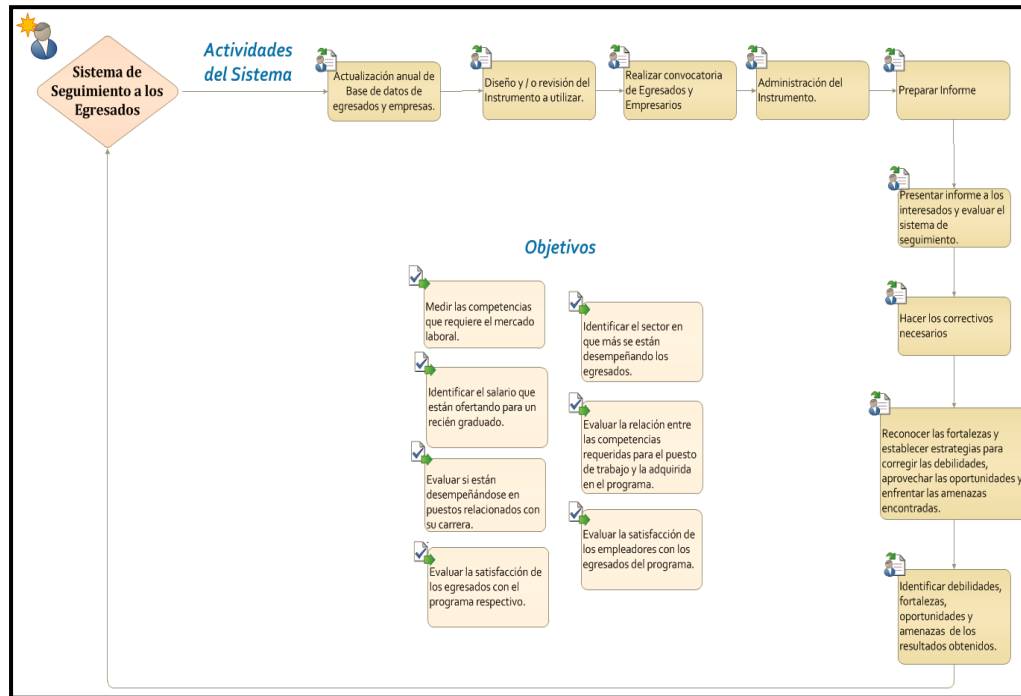 Sistema de
Seguimiento a los
Egresados
Actividades
del Sistema
Actualización anual de
Base de datos de
egresados y empresas.
Diseño y / o revisión del
Instrumento a utilizar.
Realizar convocatoria
de Egresados y
Empresarios
Administración del
Instrumento.
Preparar Informe
Presentar informe a los
interesados y evaluar el
sistema de
seguimiento.
Hacer los correctivos
necesarios
Reconocer las fortalezas y
establecer estrategias para
corregir las debilidades,
aprovechar las oportunidades y
enfrentar las amenazas
encontradas.
Identificar debilidades,
fortalezas,
oportunidades y
amenazas de los
resultados obtenidos.
Objetivos
Medir las competencias
que requiere el mercado
laboral.
Identificar el salario que
están ofertando para un
recién graduado.
Evaluar si están
desempeñándose en
puestos relacionados con
su carrera.
Evaluar la satisfacción de
los egresados con el
programa respectivo.
Identificar el sector en
que más se están
desempeñando los
egresados.
Evaluar la relación entre
las competencias
requeridas para el puesto
de trabajo y la adquirida
en el programa.
Evaluar la satisfacción de
los empleadores con los
egresados del programa.